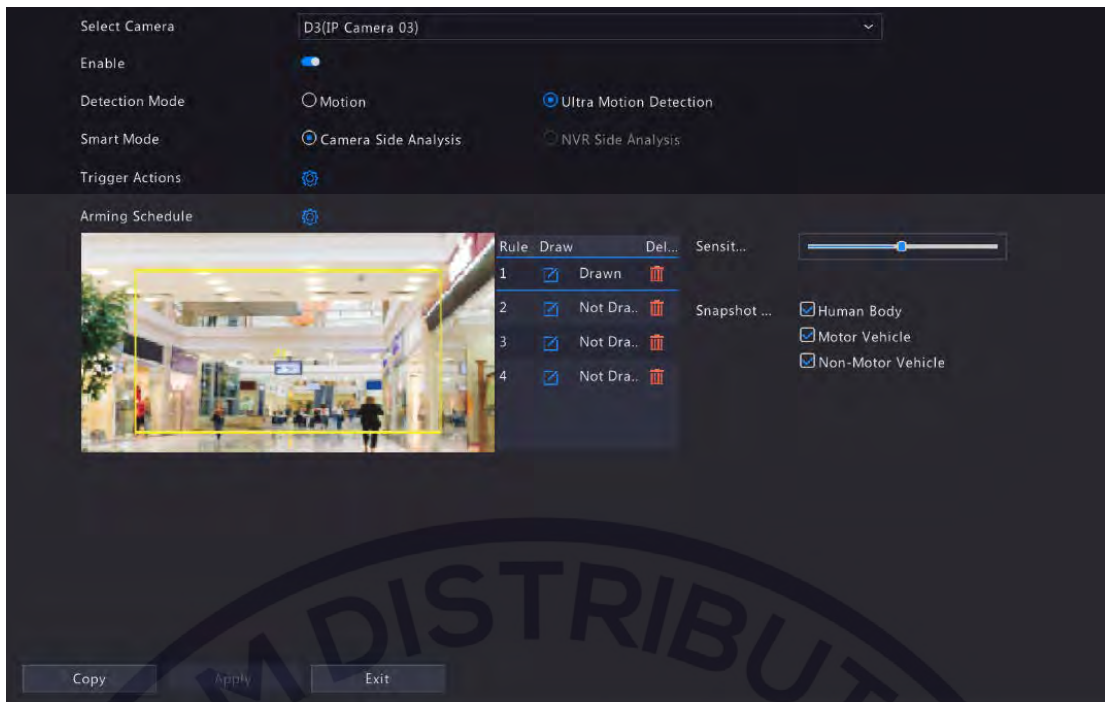 Select Camera D3(IP Camera 03)
Enable
Detection Mode Motion Ultra Motion Detection
Smart Mode Camera Side Analysis NVR Side Analysis
Trigger Actions
Arming Schedule
Rule Draw Del... Sensit...
1 Drawn
2 Not Dra.. Snapshot ... Human Body
Motor Vehicle
3 Not Dra..
Non-Motor Vehicle
4 Not Dra..
M DISTRIBUT
Copy Apply Exit